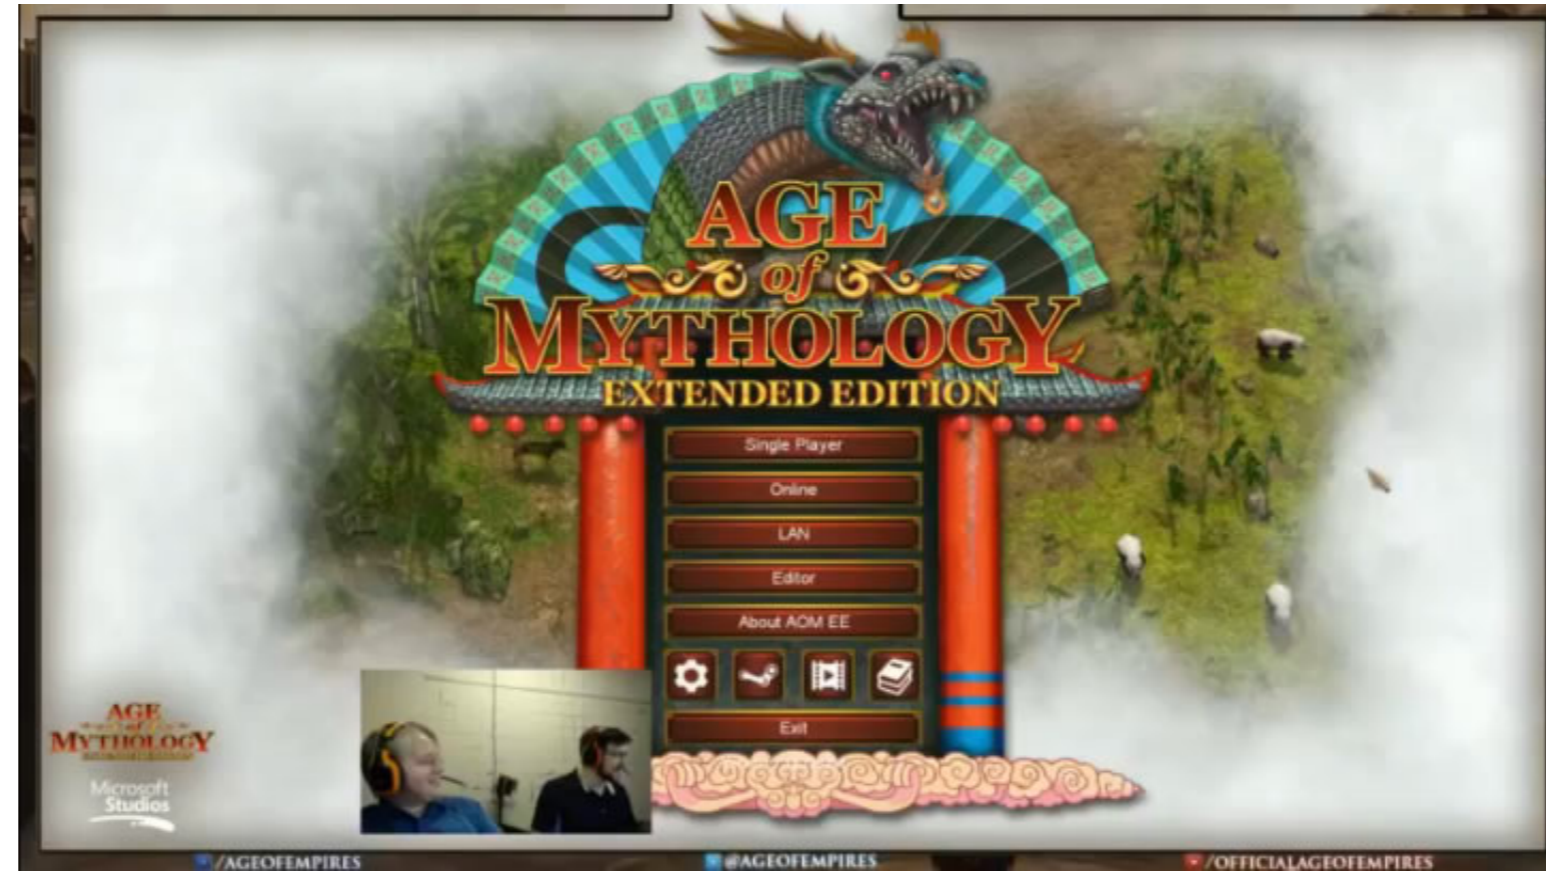 AGE
of
MYTHOLOGY
EXTENDED EDITION
Single Player
Online
LAN
Editor
About AOM EE
Exit
AGE
of
MYTHOLOGY
Microsoft
Studios
/AGEOFEMPIRES
@AGEOFEMPIRES
/OFFICIALAGEOFEMPIRES